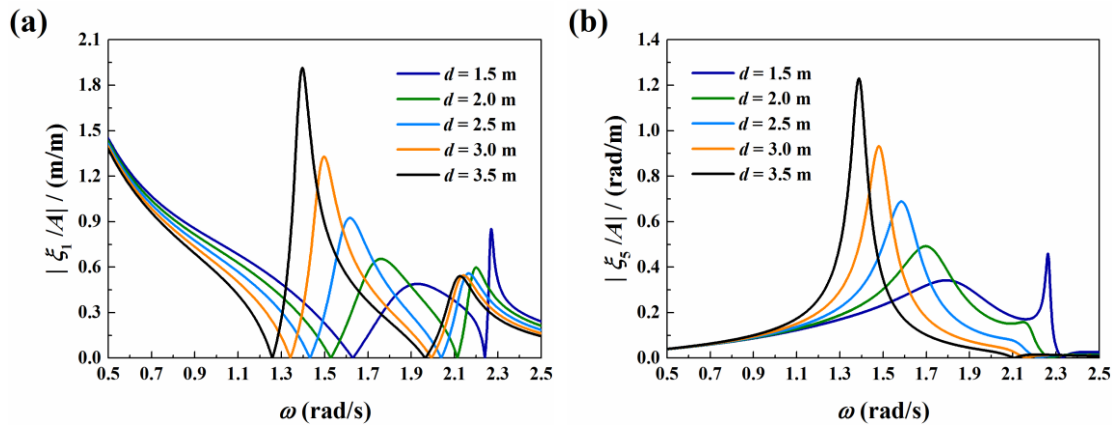 (a)
2.1
1.8
1.5
1.2
0.9
0.6
0.3
0.0
| ξ₁ /A| / (m/m)
d = 1.5 m
d = 2.0 m
d = 2.5 m
d = 3.0 m
d = 3.5 m
0.5 0.7 0.9 1.1 1.3 1.5 1.7 1.9 2.1 2.3 2.5
ω (rad/s)
(b)
1.4
1.2
1.0
0.8
0.6
0.4
0.2
0.0
| ξ₅ /A| / (rad/m)
d = 1.5 m
d = 2.0 m
d = 2.5 m
d = 3.0 m
d = 3.5 m
0.5 0.7 0.9 1.1 1.3 1.5 1.7 1.9 2.1 2.3 2.5
ω (rad/s)